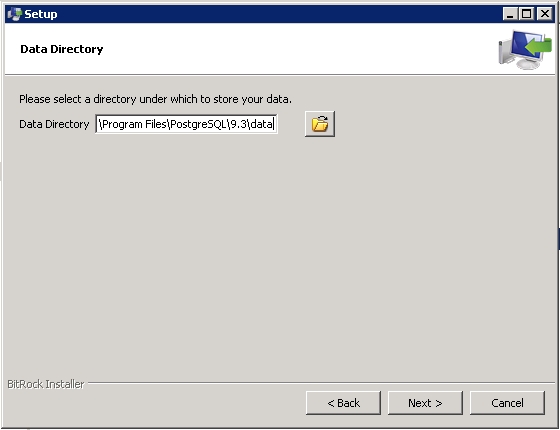 Setup
Data Directory
Please select a directory under which to store your data.
Data Directory \Program Files\PostgreSQL\9.3\data
BitRock Installer
< Back Next > Cancel